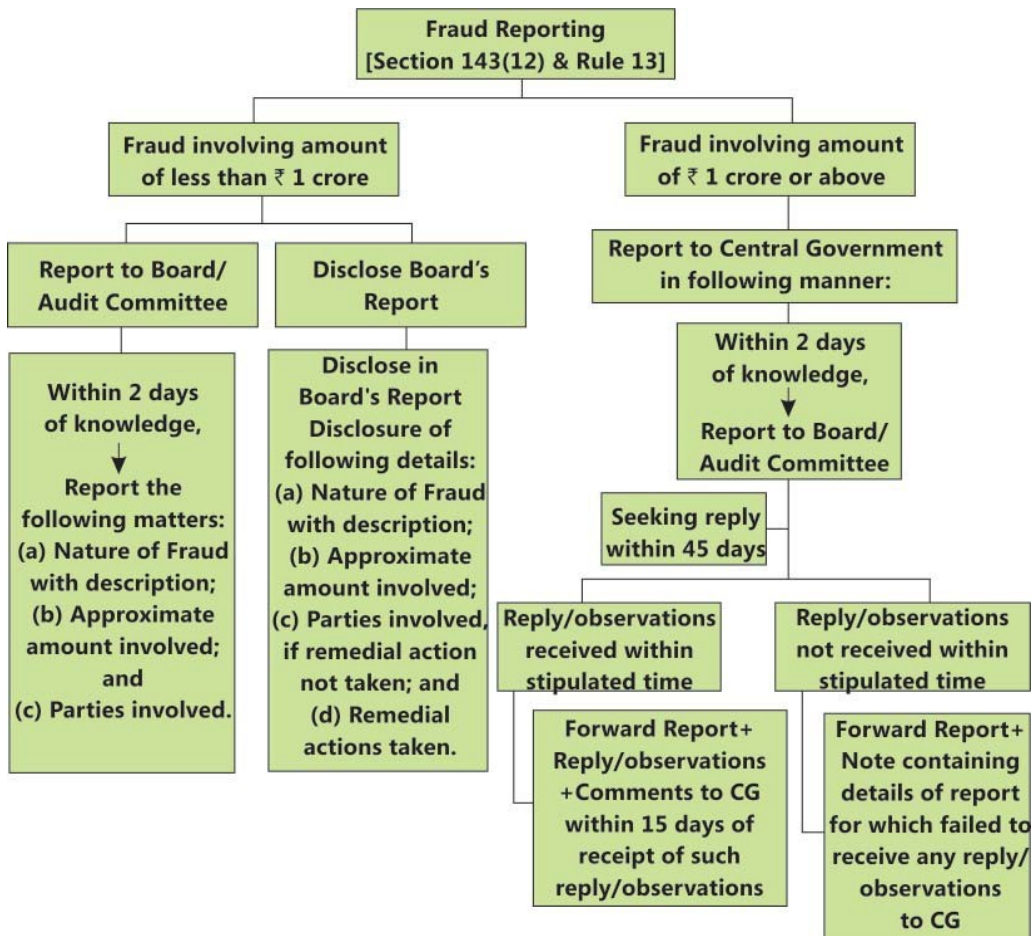 Fraud Reporting
[Section 143(12) & Rule 13]
Fraud involving amount
of less than ₹ 1 crore
Fraud involving amount
of ₹ 1 crore or above
Report to Board/
Audit Committee
Disclose Board's
Report
Report to Central Government
in following manner:
Within 2 days
of knowledge,
Report the
following matters:
(a) Nature of Fraud
with description;
(b) Approximate
amount involved;
and
(c) Parties involved.
Disclose in
Board's Report
Disclosure of
following details:
(a) Nature of Fraud
with description;
(b) Approximate
amount involved;
(c) Parties involved,
if remedial action
not taken; and
(d) Remedial
actions taken.
Within 2 days
of knowledge,
Report to Board/
Audit Committee
Seeking reply
within 45 days
Reply/observations
received within
stipulated time
Reply/observations
not received within
stipulated time
Forward Report+
Reply/observations
+Comments to CG
within 15 days of
receipt of such
reply/observations
Forward Report+
Note containing
details of report
for which failed to
receive any reply/
observations
to CG